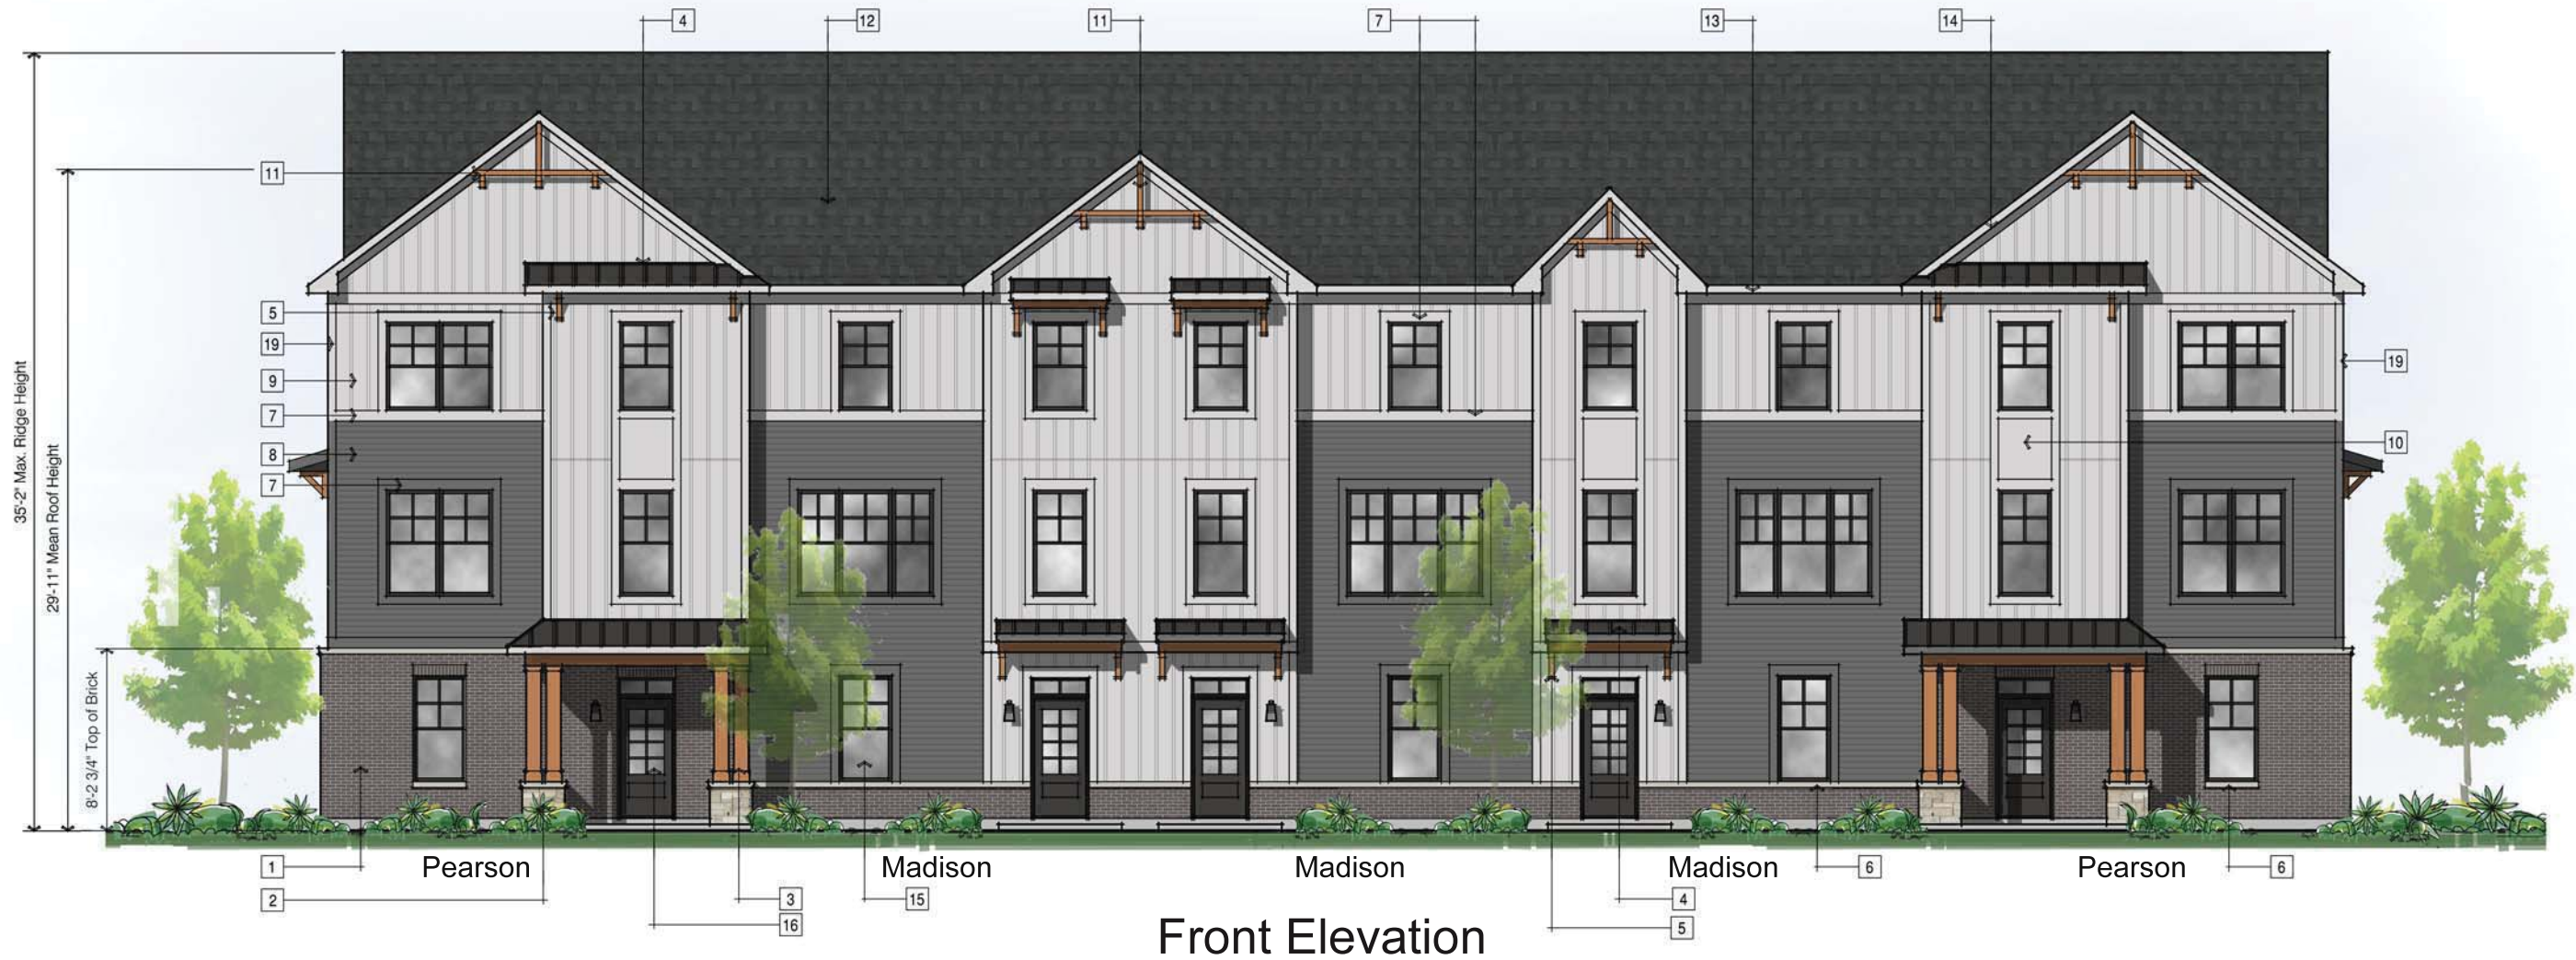 4
12
11
7
13
14
11
5
19
9
7
8
7
19
10
35'-2" Max. Ridge Height
29'-11" Mean Roof Height
8'-2 3/4" Top of Brick
1
Pearson
Madison
Madison
Madison
6
Pearson
6
2
3
15
4
16
5
Front Elevation